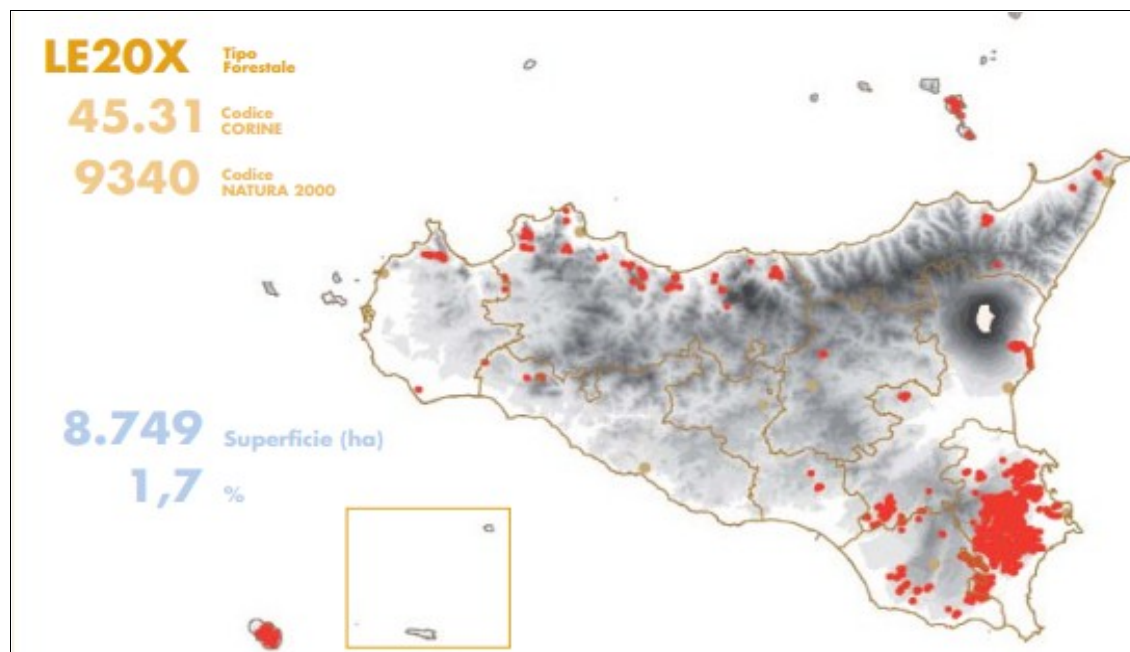 LE20X Tipo
Forestale
45.31 Codice
CORINE
9340 Codice
NATURA 2000
8.749 Superficie (ha)
1,7 %